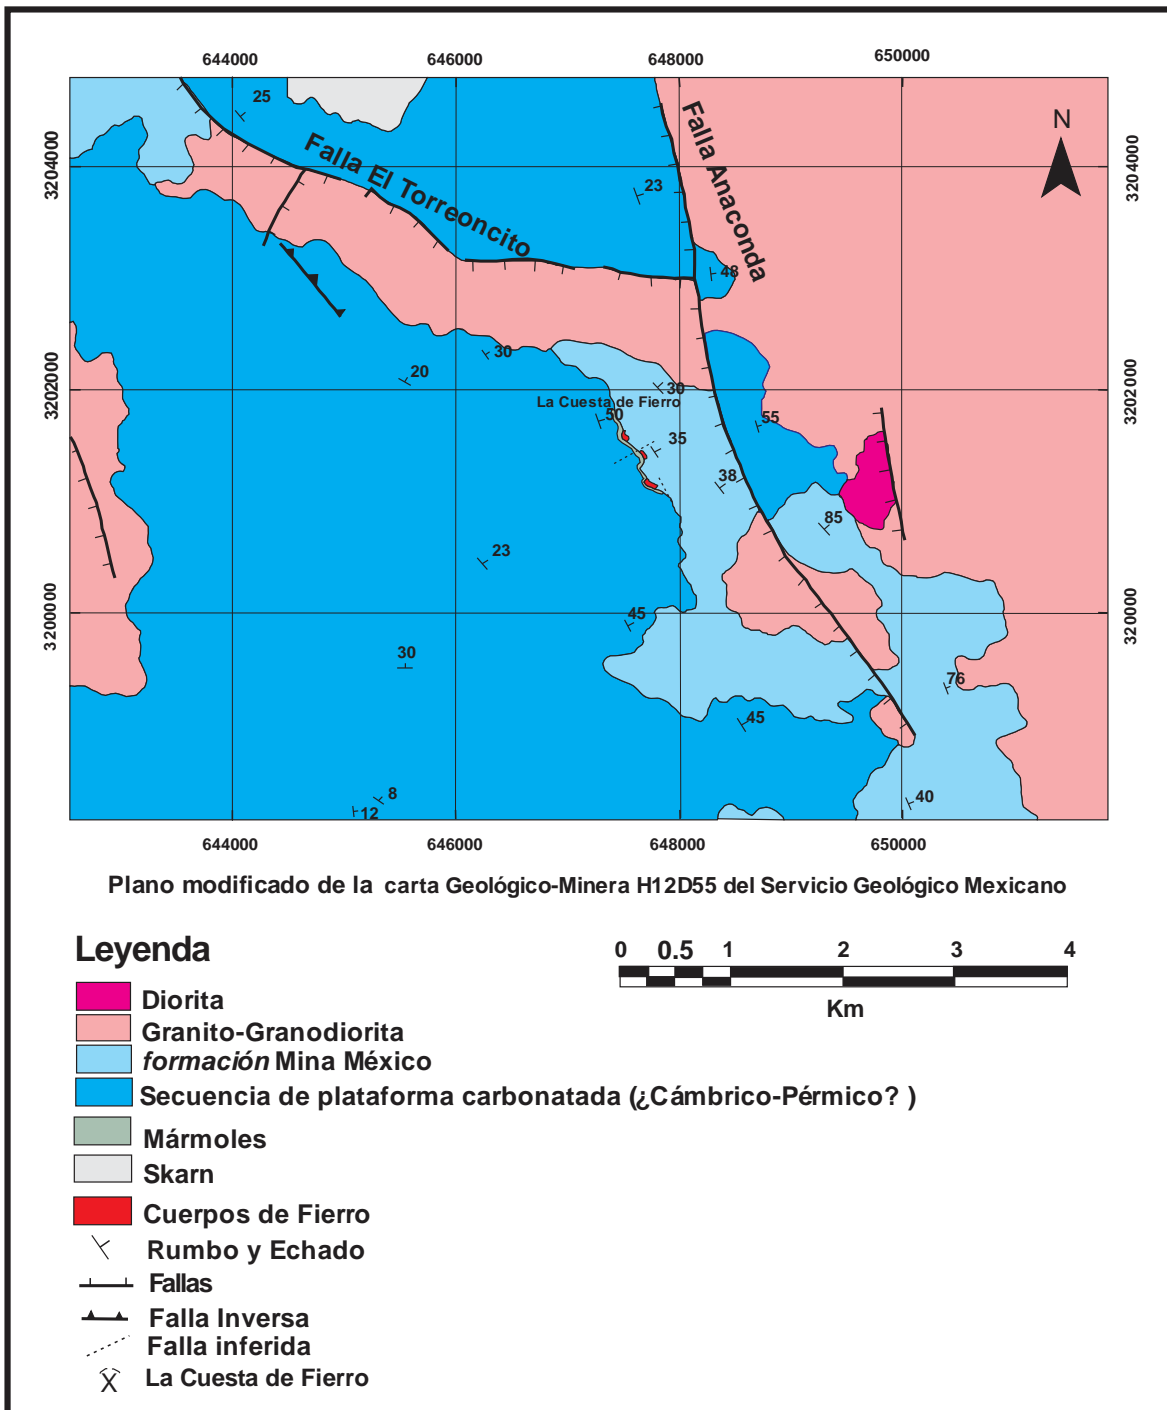 644000
646000
648000
650000
3204000
3204000
25
Falla El Torreoncito
Falla Anaconda
N
23
48
30
20
30
3202000
3202000
La Cuesta de Fierro
50
55
35
38
85
23
45
3200000
3200000
30
76
45
8
12
40
644000
646000
648000
650000
Plano modificado de la carta Geológico-Minera H12D55 del Servicio Geológico Mexicano
Leyenda
0 0.5 1 2 3 4
Km
Diorita
Granito-Granodiorita
formación Mina México
Secuencia de plataforma carbonatada (¿Cámbrico-Pérmico? )
Mármoles
Skarn
Cuerpos de Fierro
Rumbo y Echado
Fallas
Falla Inversa
Falla inferida
La Cuesta de Fierro